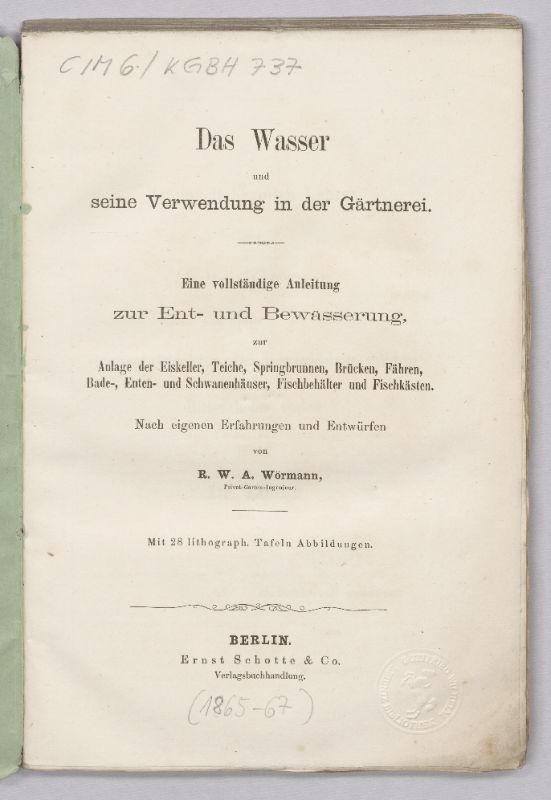 CIM 6 / KGBH 737
Das Wasser
und
seine Verwendung in der Gärtnerei.
Eine vollständige Anleitung
zur Ent- und Bewässerung,
zur
Anlage der Eiskeller, Teiche, Springbrunnen, Brücken, Fähren,
Bade-, Enten- und Schwanenhäuser, Fischbehälter und Fischkästen.
Nach eigenen Erfahrungen und Entwürfen
von
R. W. A. Wörmann,
Privat-Garten-Ingenieur.
Mit 28 lithograph. Tafeln Abbildungen.
BERLIN.
Ernst Schotte & Co.
Verlagsbuchhandlung.
(1865-67)